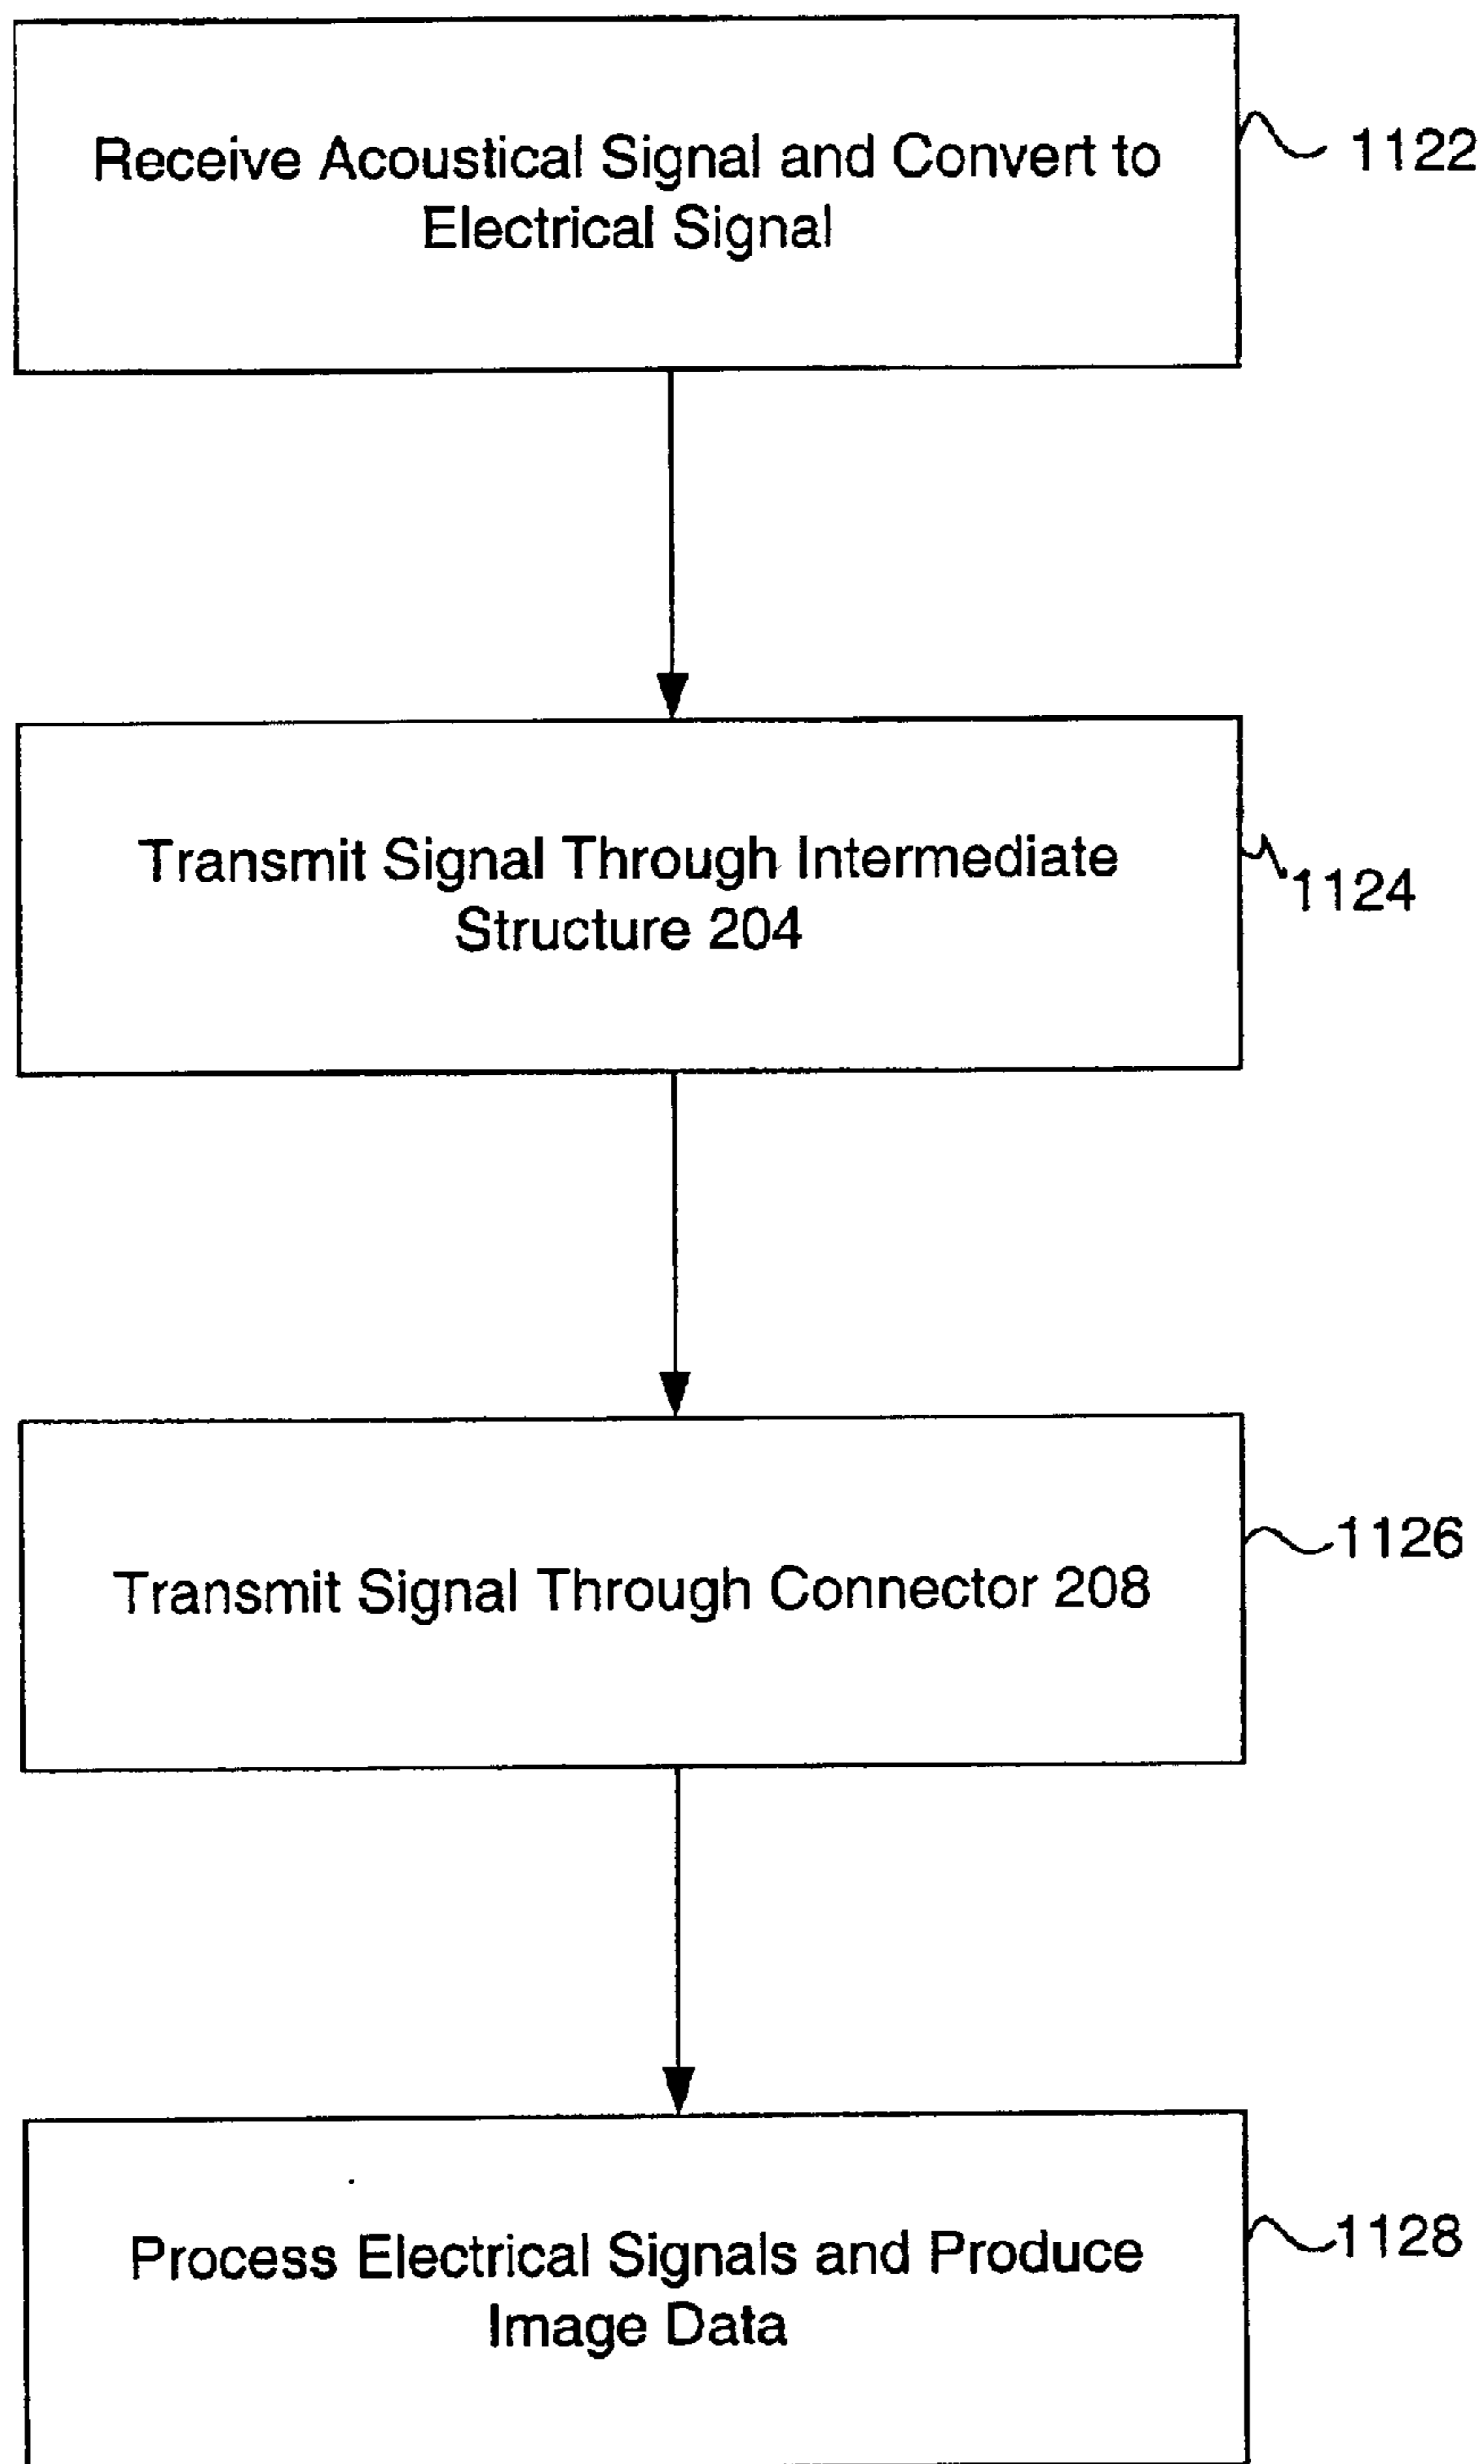 Receive Acoustical Signal and Convert to
Electrical Signal
1122
Transmit Signal Through Intermediate
Structure 204
1124
Transmit Signal Through Connector 208
1126
Process Electrical Signals and Produce
Image Data
1128